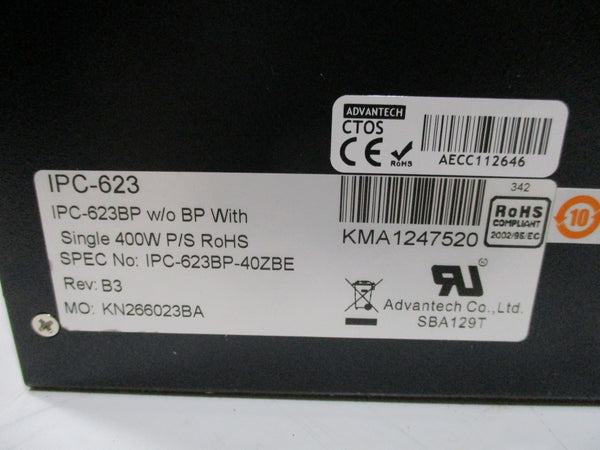 ADVANTECH
CTOS
CE RoHS
AECC112646
IPC-623
342
IPC-623BP w/o BP With
Single 400W P/S RoHS
SPEC No: IPC-623BP-40ZBE
Rev: B3
MO: KN266023BA
KMA1247520
RoHS
COMPLIANT
2002/95/EC
10
Advantech Co.,Ltd.
SBA129T